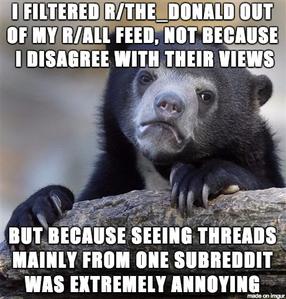 I FILTERED R/THE_DONALD OUT
OF MY R/ALL FEED, NOT BECAUSE
I DISAGREE WITH THEIR VIEWS
BUT BECAUSE SEEING THREADS
MAINLY FROM ONE SUBREDDIT
WAS EXTREMELY ANNOYING
made on imgur